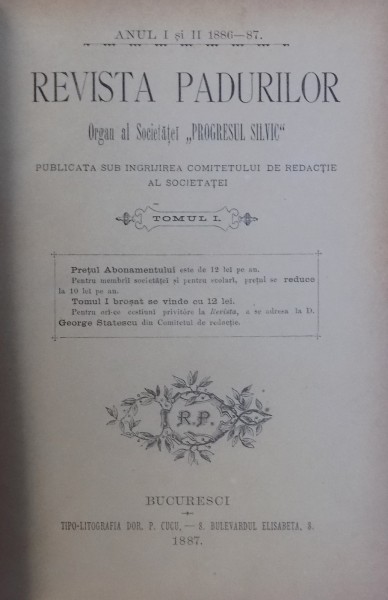 ANUL I și II 1886—87.
REVISTA PADURILOR
Organ al Societăței „PROGRESUL SILVIC“
PUBLICATA SUB INGRIJIREA COMITETULUI DE REDACȚIE
AL SOCIETAȚEI
TOMUL I.
Prețul Abonamentului este de 12 lei pe an.
Pentru membrii societăței și pentru școlari, prețul se reduce
la 10 lei pe an.
Tomul I broșat se vinde cu 12 lei.
Pentru ori-ce cestiuni privitóre la Revista, a se adresa la D.
George Statescu din Comitetul de redacție.
R.P.
BUCURESCI
TIPO-LITOGRAFIA DOR. P. CUCU, — 8. BULEVARDUL ELISABETA, 8.
1887.